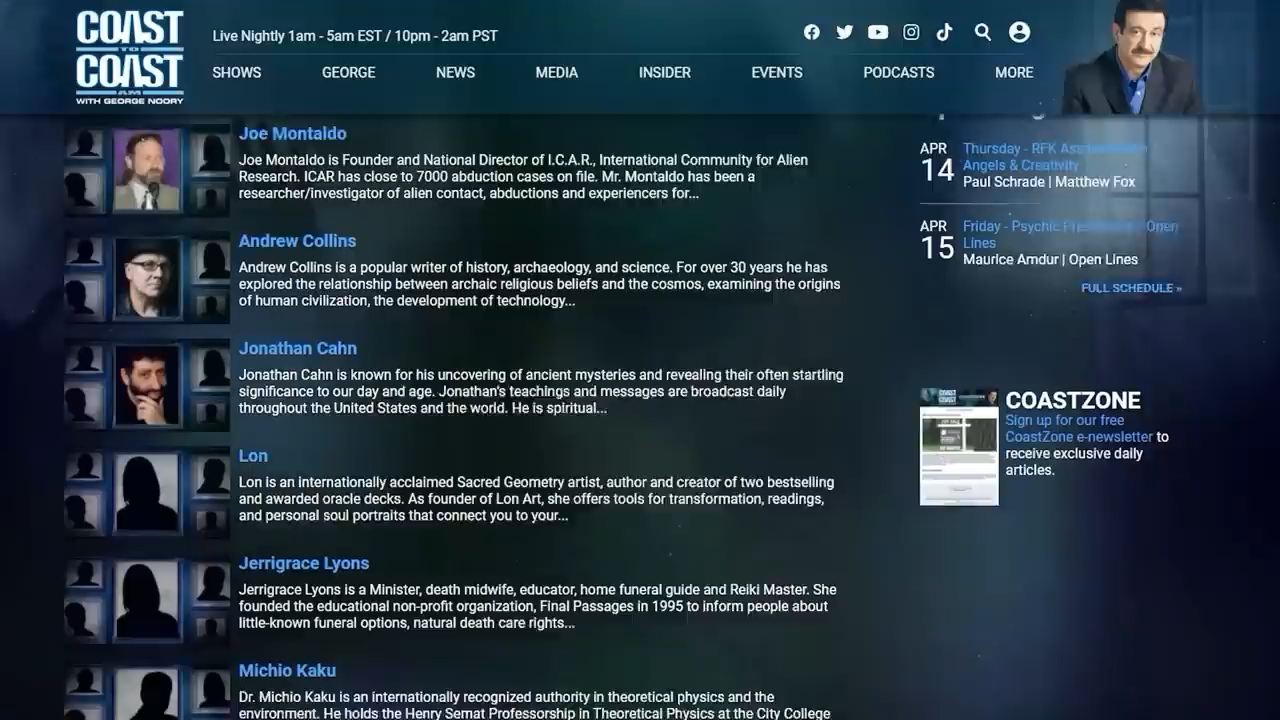 COAST
TO
COAST
AM
WITH GEORGE NOORY
Live Nightly 1am - 5am EST / 10pm - 2am PST
SHOWS
GEORGE
NEWS
MEDIA
INSIDER
EVENTS
PODCASTS
MORE
Joe Montaldo
Joe Montaldo is Founder and National Director of I.C.A.R., International Community for Alien
Research. ICAR has close to 7000 abduction cases on file. Mr. Montaldo has been a
researcher/investigator of alien contact, abductions and experiencers for...
Andrew Collins
Andrew Collins is a popular writer of history, archaeology, and science. For over 30 years he has
explored the relationship between archaic religious beliefs and the cosmos, examining the origins
of human civilization, the development of technology...
Jonathan Cahn
Jonathan Cahn is known for his uncovering of ancient mysteries and revealing their often startling
significance to our day and age. Jonathan's teachings and messages are broadcast daily
throughout the United States and the world. He is spiritual...
Lon
Lon is an internationally acclaimed Sacred Geometry artist, author and creator of two bestselling
and awarded oracle decks. As founder of Lon Art, she offers tools for transformation, readings,
and personal soul portraits that connect you to your...
Jerrigrace Lyons
Jerrigrace Lyons is a Minister, death midwife, educator, home funeral guide and Reiki Master. She
founded the educational non-profit organization, Final Passages in 1995 to inform people about
little-known funeral options, natural death care rights...
Michio Kaku
Dr. Michio Kaku is an internationally recognized authority in theoretical physics and the
environment. He holds the Henry Semat Professorship in Theoretical Physics at the City College
APR
14
Thursday - RFK
Angels & Creativity
Paul Schrade | Matthew Fox
APR
15
Friday - Psychic Open
Lines
Maurice Amdur | Open Lines
FULL SCHEDULE »
COASTZONE
Sign up for our free
CoastZone e-newsletter to
receive exclusive daily
articles.